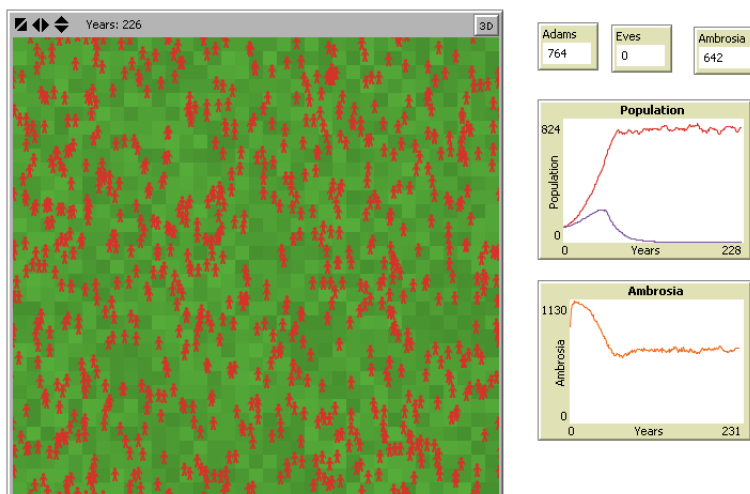 Years: 226
3D
Adams
764
Eves
0
Ambrosia
642
Population
824
Population
0
0
Years
228
Ambrosia
1130
Ambrosia
0
0
Years
231